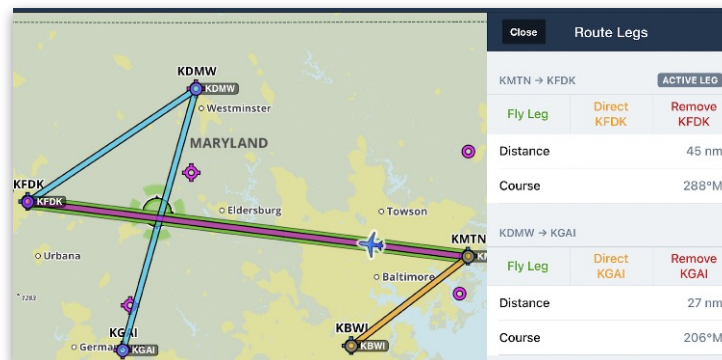 KDMW
KDMW
Westminster
MARYLAND
KFDK
KFDK
Eldersburg
Towson
KMTN
Urbana
Baltimore
1283
KBWI
KBWI
KGAI
KGAI
Close
Route Legs
KMTN → KFDK
ACTIVE LEG
Fly Leg
Direct
KFDK
Remove
KFDK
Distance
45 nm
Course
288°M
KDMW → KGAI
Fly Leg
Direct
KGAI
Remove
KGAI
Distance
27 nm
Course
206°M